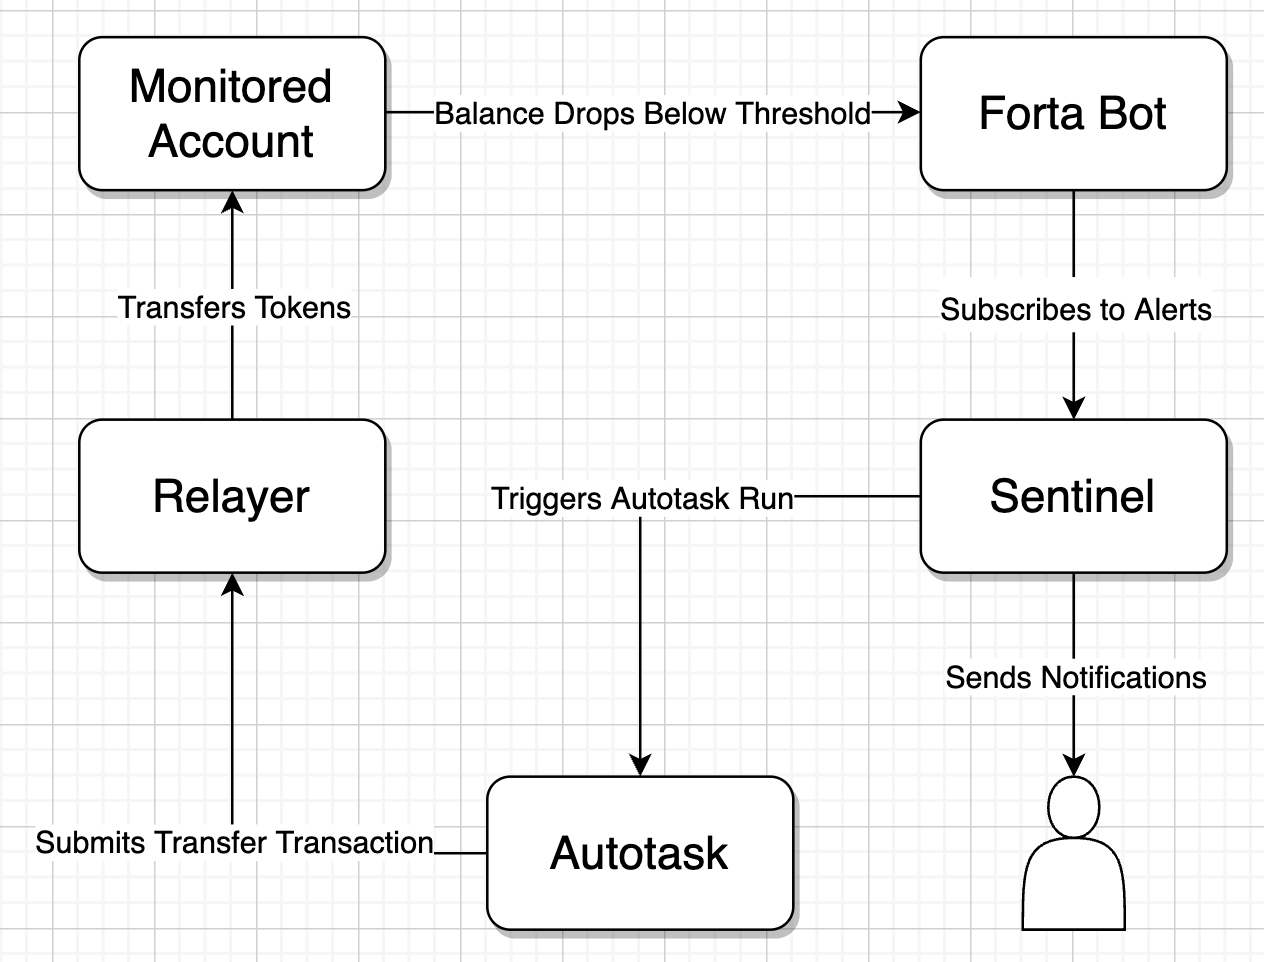 Monitored
Account
Balance Drops Below Threshold
Forta Bot
Transfers Tokens
Subscribes to Alerts
Relayer
Triggers Autotask Run
Sentinel
Sends Notifications
Submits Transfer Transaction
Autotask